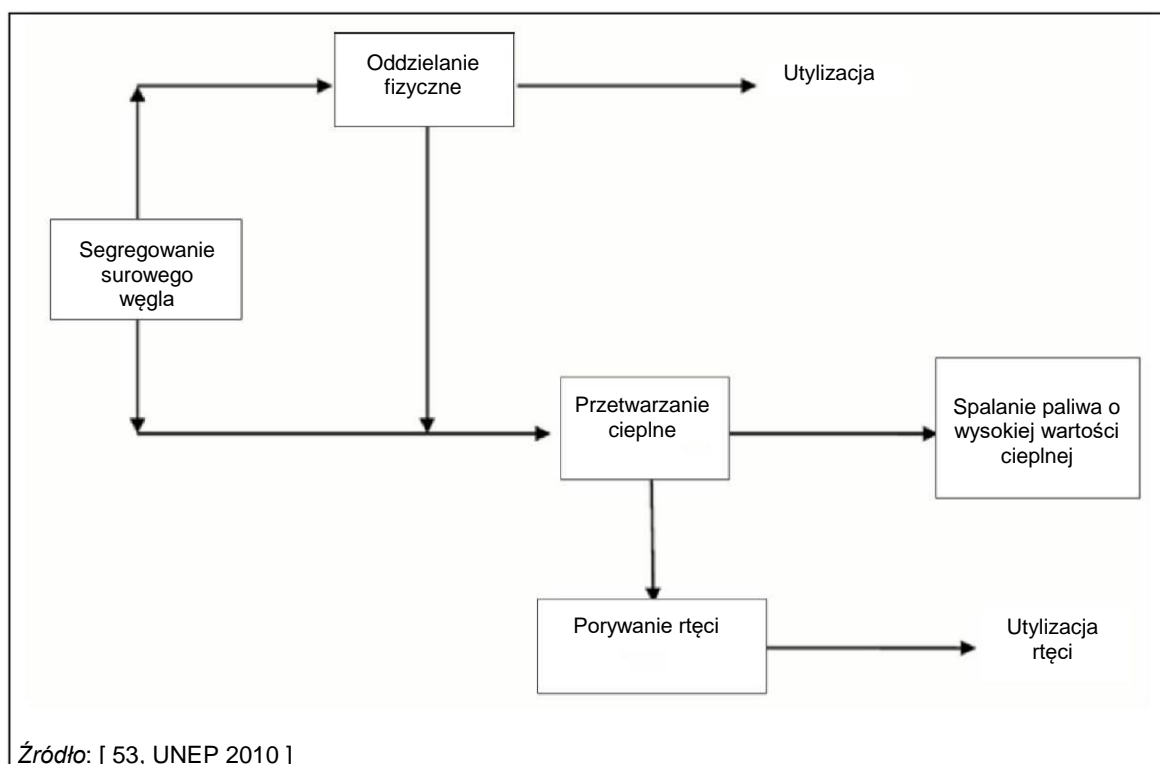 Oddzielanie
fizyczne
Utylizacja
Segregowanie
surowego
węgla
Przetwarzanie
cieplne
Spalanie paliwa o
wysokiej wartości
cieplnej
Porywanie rtęci
Utylizacja
rtęci
Źródło: [ 53, UNEP 2010 ]